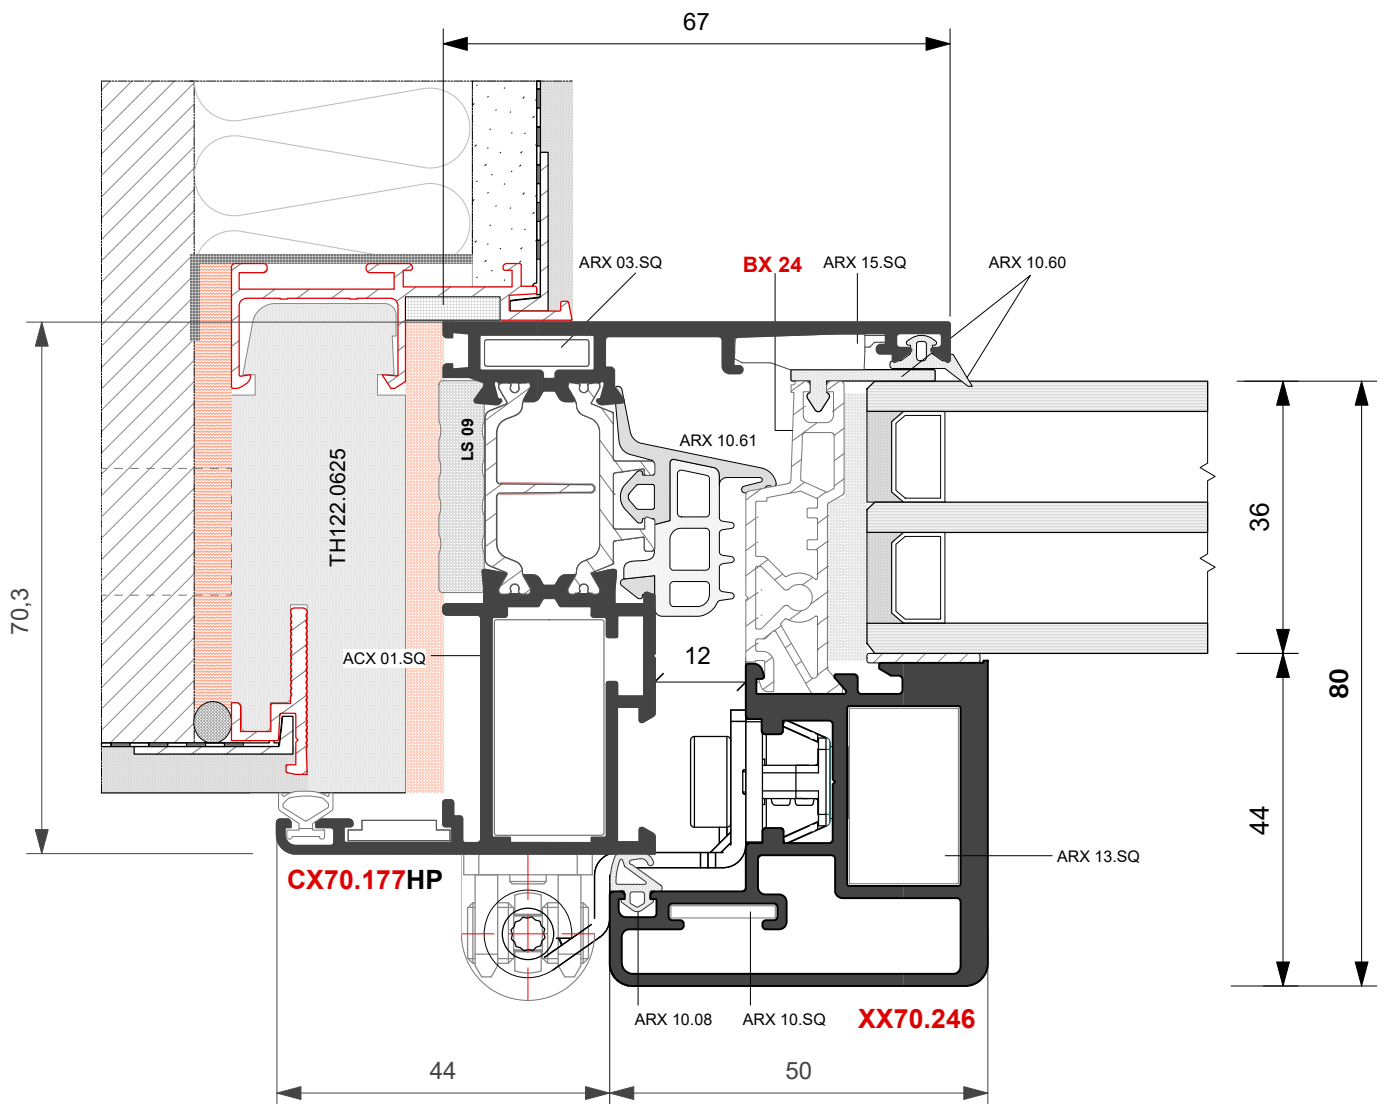 67
ARX 03.SQ
BX 24
ARX 15.SQ
ARX 10.60
LS 09
ARX 10.61
TH122.0625
36
70,3
ACX 01.SQ
12
80
44
ARX 13.SQ
CX70.177HP
ARX 10.08
ARX 10.SQ
XX70.246
44
50